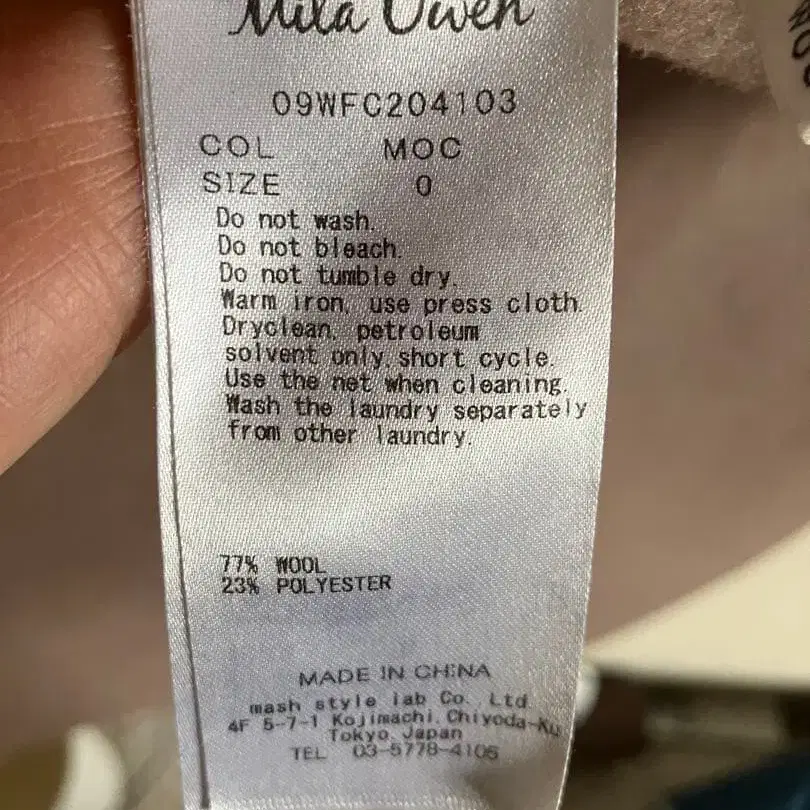 Mila Owen
09WFC204103
COL MOC
SIZE 0
Do not wash.
Do not bleach.
Do not tumble dry.
Warm iron, use press cloth.
Dryclean, petroleum
solvent only, short cycle.
Use the net when cleaning.
Wash the laundry separately
from other laundry.
77% WOOL
23% POLYESTER
MADE IN CHINA
mash style lab Co., Ltd.
4F 5-7-1 Kojimachi, Chiyoda-Ku
Tokyo, Japan
TEL 03-5778-4106